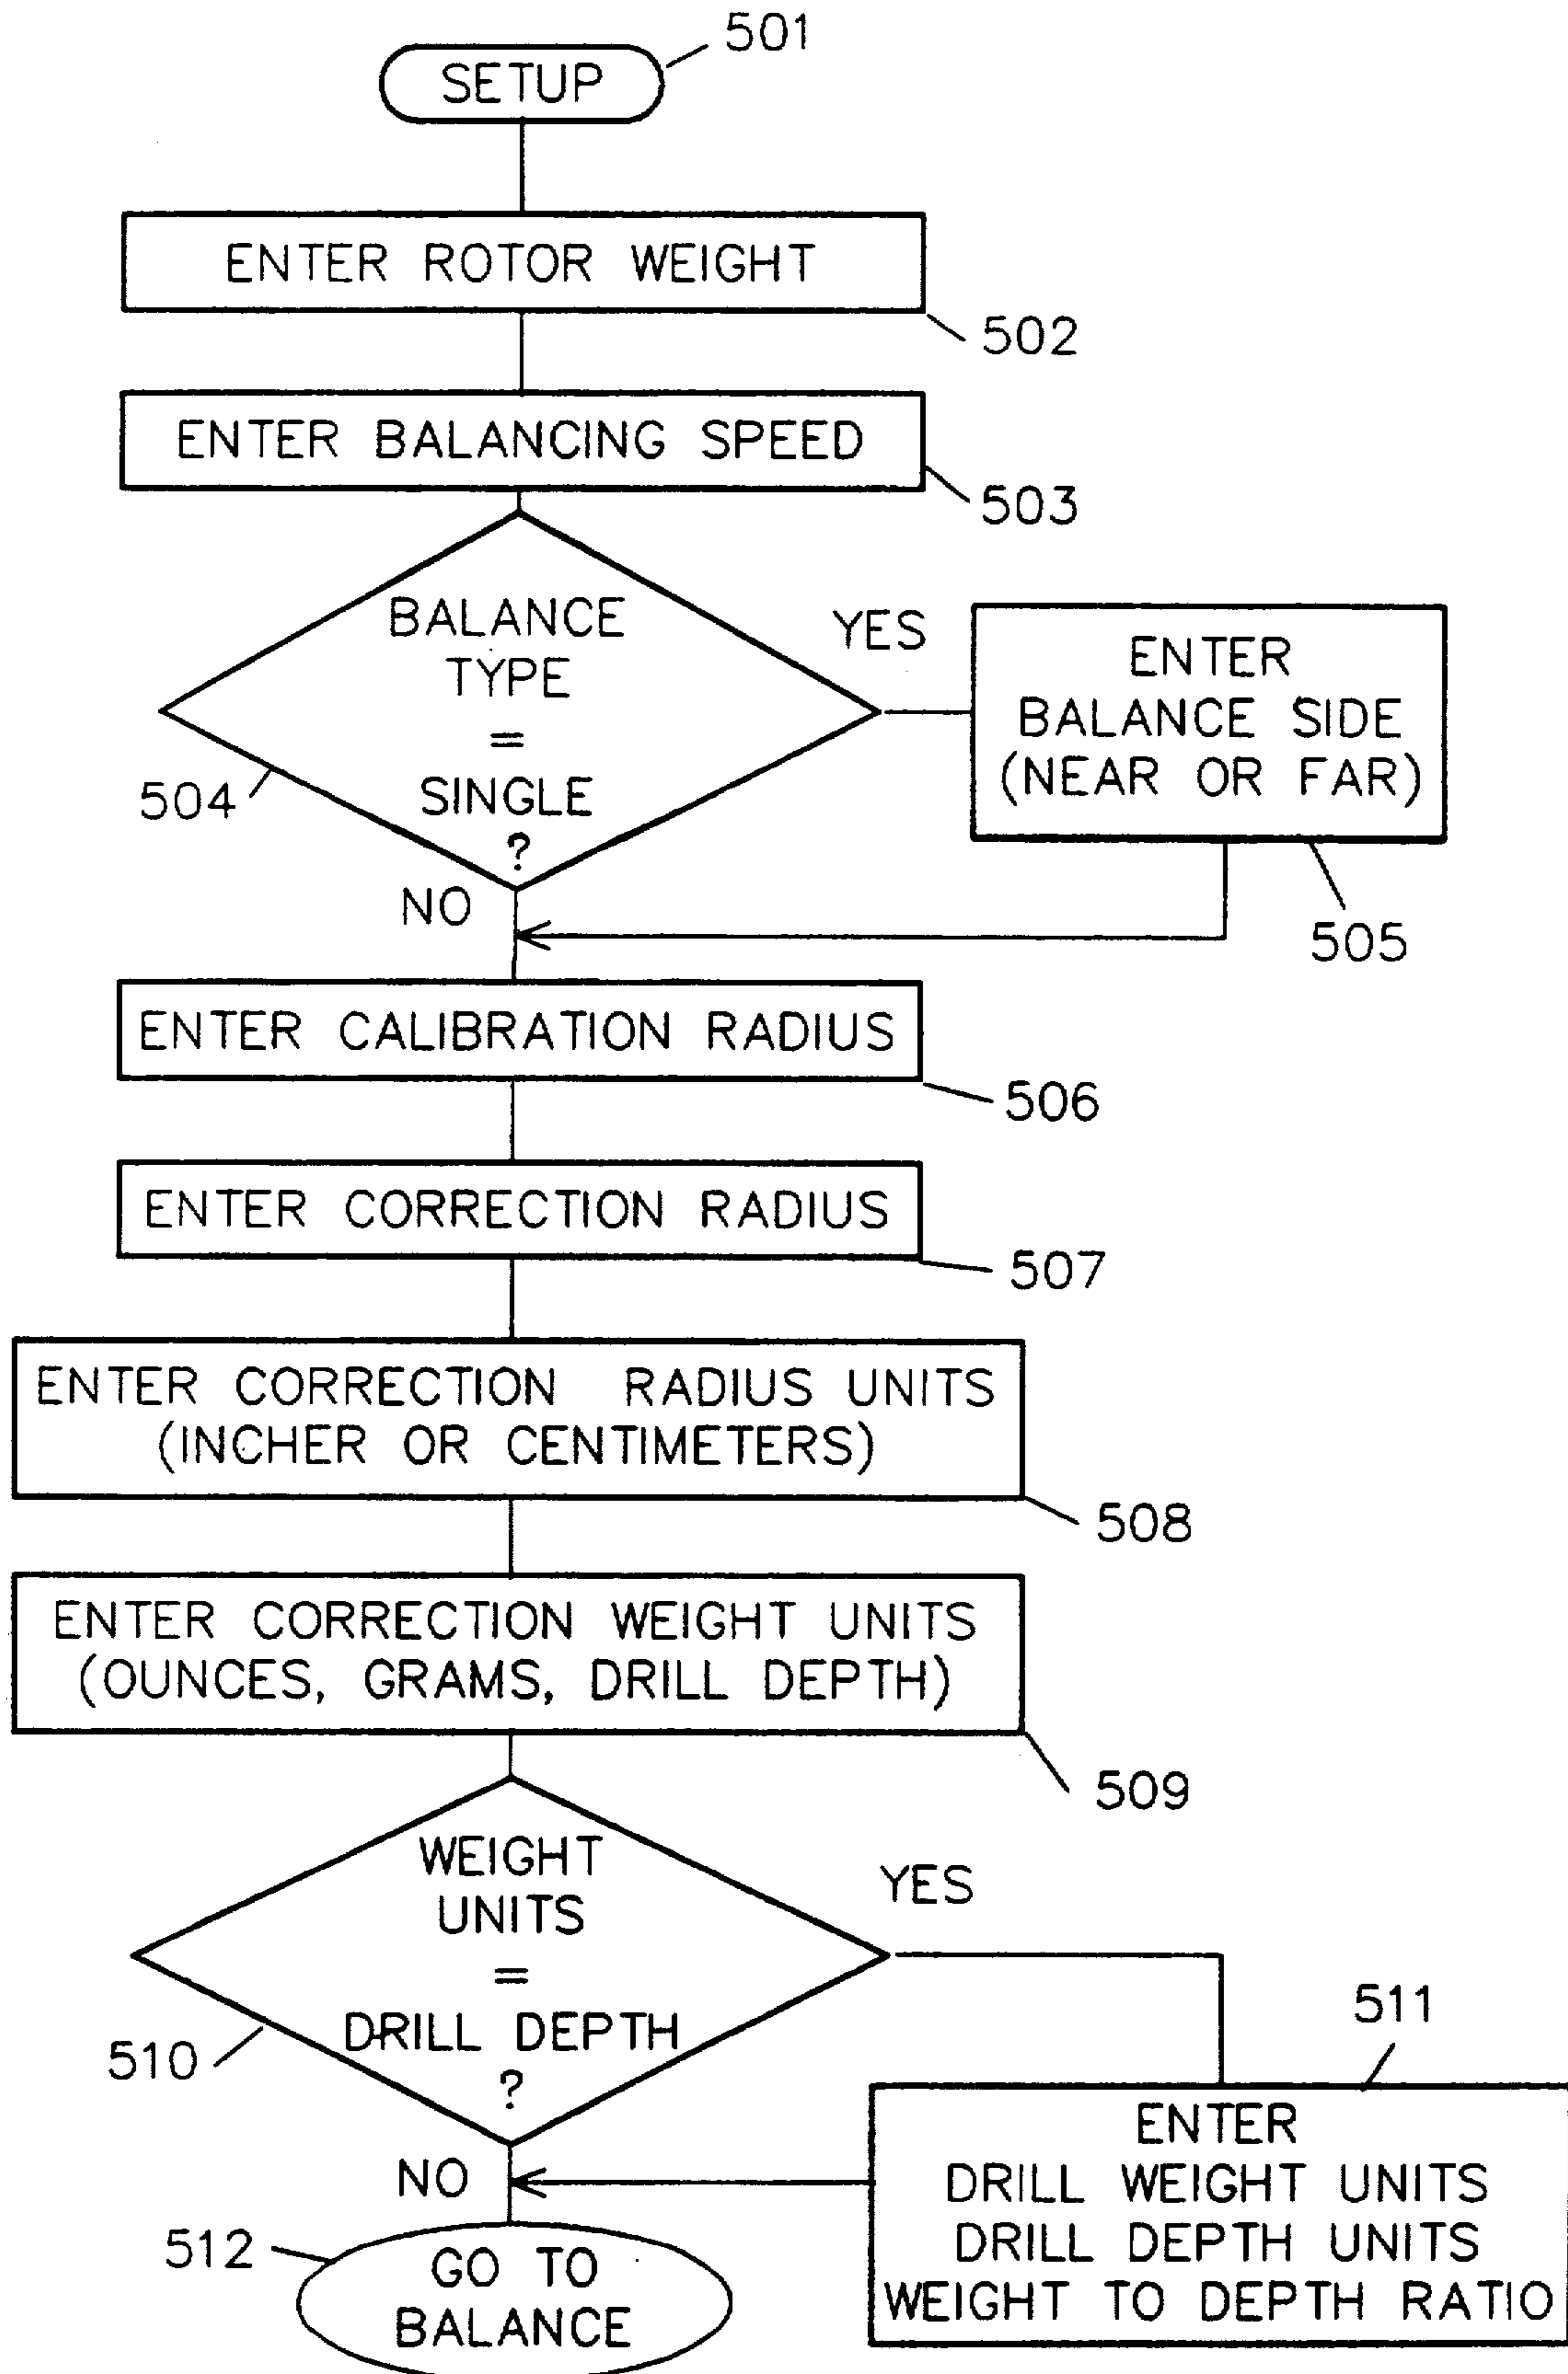 501
SETUP
ENTER ROTOR WEIGHT
502
ENTER BALANCING SPEED
503
BALANCE
TYPE
=
SINGLE
?
504
YES
NO
ENTER
BALANCE SIDE
(NEAR OR FAR)
505
ENTER CALIBRATION RADIUS
506
ENTER CORRECTION RADIUS
507
ENTER CORRECTION RADIUS UNITS
(INCHER OR CENTIMETERS)
508
ENTER CORRECTION WEIGHT UNITS
(OUNCES, GRAMS, DRILL DEPTH)
509
WEIGHT
UNITS
=
DRILL DEPTH
?
510
YES
NO
511
ENTER
DRILL WEIGHT UNITS
DRILL DEPTH UNITS
WEIGHT TO DEPTH RATIO
512
GO TO
BALANCE